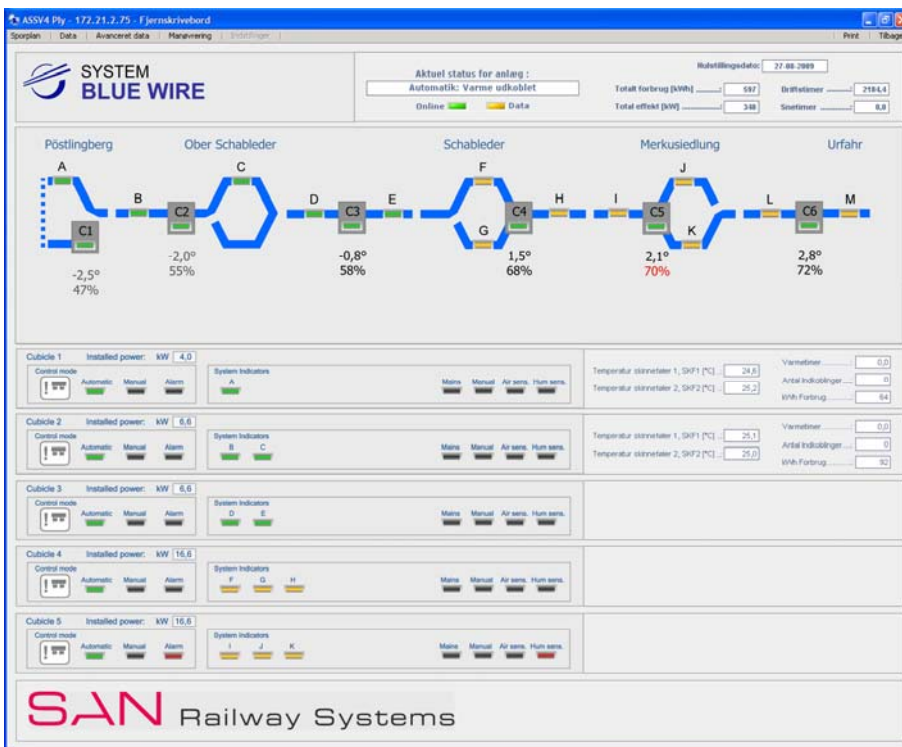 ASSV4 Ply - 172.21.2.75 - Fjernskrivebord
Sporplan Data Avanceret data Manøvrering Indstillinger Print Tilbage
SYSTEM
BLUE WIRE
Aktuel status for anlæg :
Automatik: Varme udkoblet
Online Data
Nulstillingsdato: 27-08-2009
Totalt forbrug [kWh] 597 Driftstimer 2184,4
Total effekt [kW] 348 Snetimer 0,0
Pöstlingberg Ober Schableder Schableder Merkusiedlung Urfahr
A C F J
B D E H I L M
C1 C2 C3 C4 C5 C6
G K
-2,5° -2,0° -0,8° 1,5° 2,1° 2,8°
47% 55% 58% 68% 70% 72%
Cubicle 1 Installed power: kW 4,0
Control mode Automatic Manual Alarm
System Indicators A
Mains Manual Air sens. Hum sens.
Temperatur skinneføler 1, SKF1 [°C] 24,6
Temperatur skinneføler 2, SKF2 [°C] 25,2
Varmetimer 0,0
Antal Indkoblinger 0
kWh Forbrug 64
Cubicle 2 Installed power: kW 6,6
Control mode Automatic Manual Alarm
System Indicators B C
Mains Manual Air sens. Hum sens.
Temperatur skinneføler 1, SKF1 [°C] 25,1
Temperatur skinneføler 2, SKF2 [°C] 25,0
Varmetimer 0,0
Antal Indkoblinger 0
kWh Forbrug 92
Cubicle 3 Installed power: kW 6,6
Control mode Automatic Manual Alarm
System Indicators D E
Mains Manual Air sens. Hum sens.
Cubicle 4 Installed power: kW 16,6
Control mode Automatic Manual Alarm
System Indicators F G H
Mains Manual Air sens. Hum sens.
Cubicle 5 Installed power: kW 16,6
Control mode Automatic Manual Alarm
System Indicators I J K
Mains Manual Air sens. Hum sens.
SAN Railway Systems